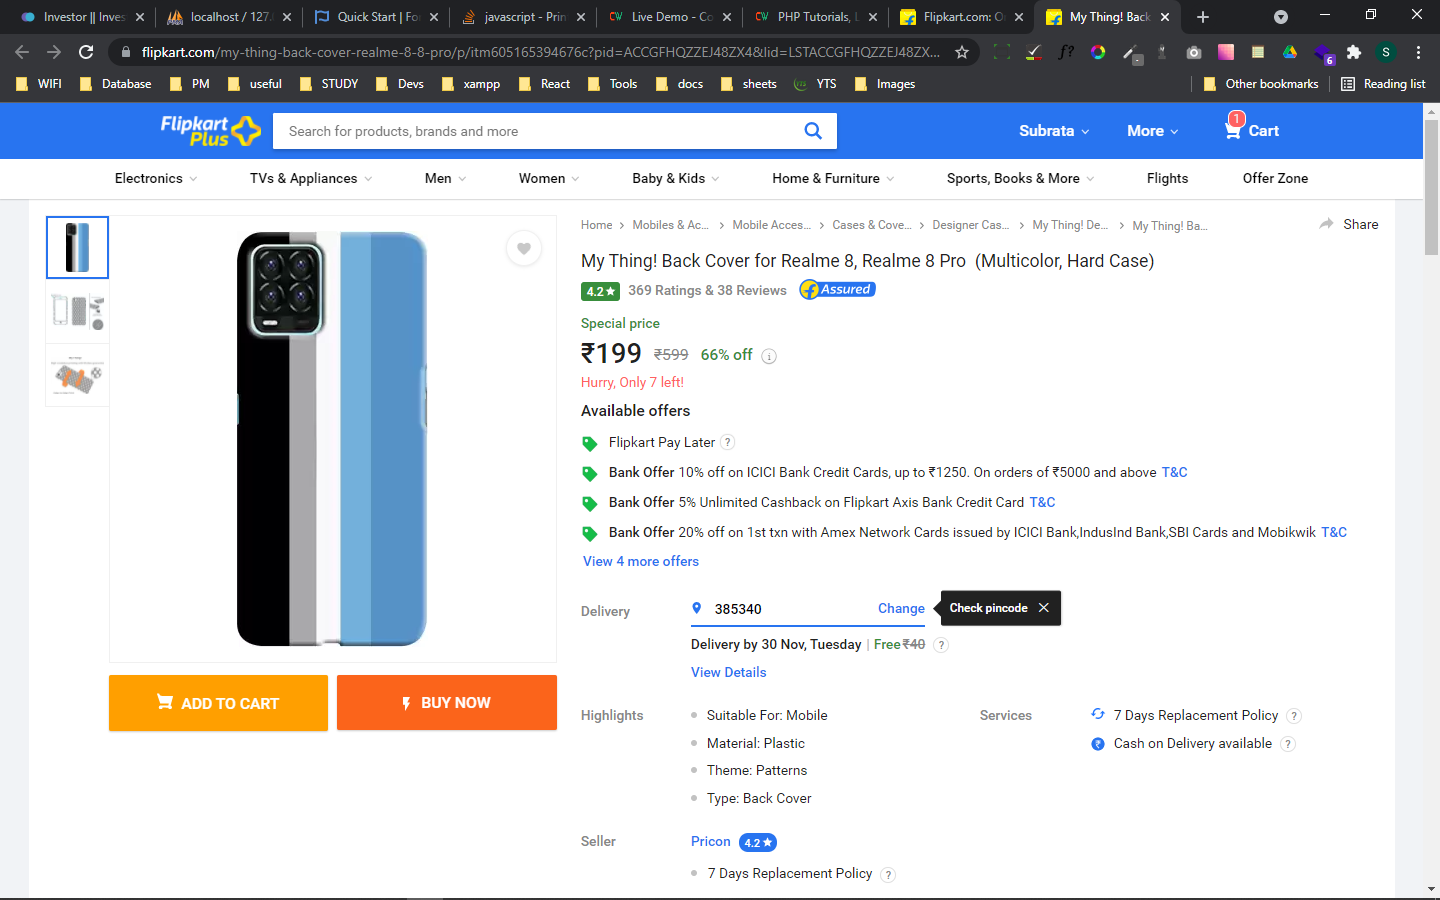 Investor || Inves
localhost / 127.
Quick Start | Fo
javascript - Prin
Live Demo - Co
PHP Tutorials, L
Flipkart.com: O
My Thing! Back
flipkart.com/my-thing-back-cover-realme-8-8-pro/p/itm605165394676c?pid=ACCGFHQZZEJ48ZX4&lid=LSTACCGFHQZZEJ48ZX...
f?
6
S
WIFI
Database
PM
useful
STUDY
Devs
xampp
React
Tools
docs
sheets
YTS
Images
Other bookmarks
Reading list
Flipkart
Plus
Search for products, brands and more
Subrata
More
1
Cart
Electronics
TVs & Appliances
Men
Women
Baby & Kids
Home & Furniture
Sports, Books & More
Flights
Offer Zone
Home > Mobiles & Ac... > Mobile Acces... > Cases & Cove... > Designer Cas... > My Thing! De... > My Thing! Ba...
Share
My Thing! Back Cover for Realme 8, Realme 8 Pro (Multicolor, Hard Case)
4.2★ 369 Ratings & 38 Reviews Assured
Special price
₹199 ₹599 66% off
Hurry, Only 7 left!
Available offers
Flipkart Pay Later ?
Bank Offer 10% off on ICICI Bank Credit Cards, up to ₹1250. On orders of ₹5000 and above T&C
Bank Offer 5% Unlimited Cashback on Flipkart Axis Bank Credit Card T&C
Bank Offer 20% off on 1st txn with Amex Network Cards issued by ICICI Bank,IndusInd Bank,SBI Cards and Mobikwik T&C
View 4 more offers
Delivery
385340
Change
Check pincode
Delivery by 30 Nov, Tuesday | Free ₹40 ?
View Details
ADD TO CART
BUY NOW
Highlights
Suitable For: Mobile
Material: Plastic
Theme: Patterns
Type: Back Cover
Services
7 Days Replacement Policy ?
Cash on Delivery available ?
Seller
Pricon 4.2★
7 Days Replacement Policy ?